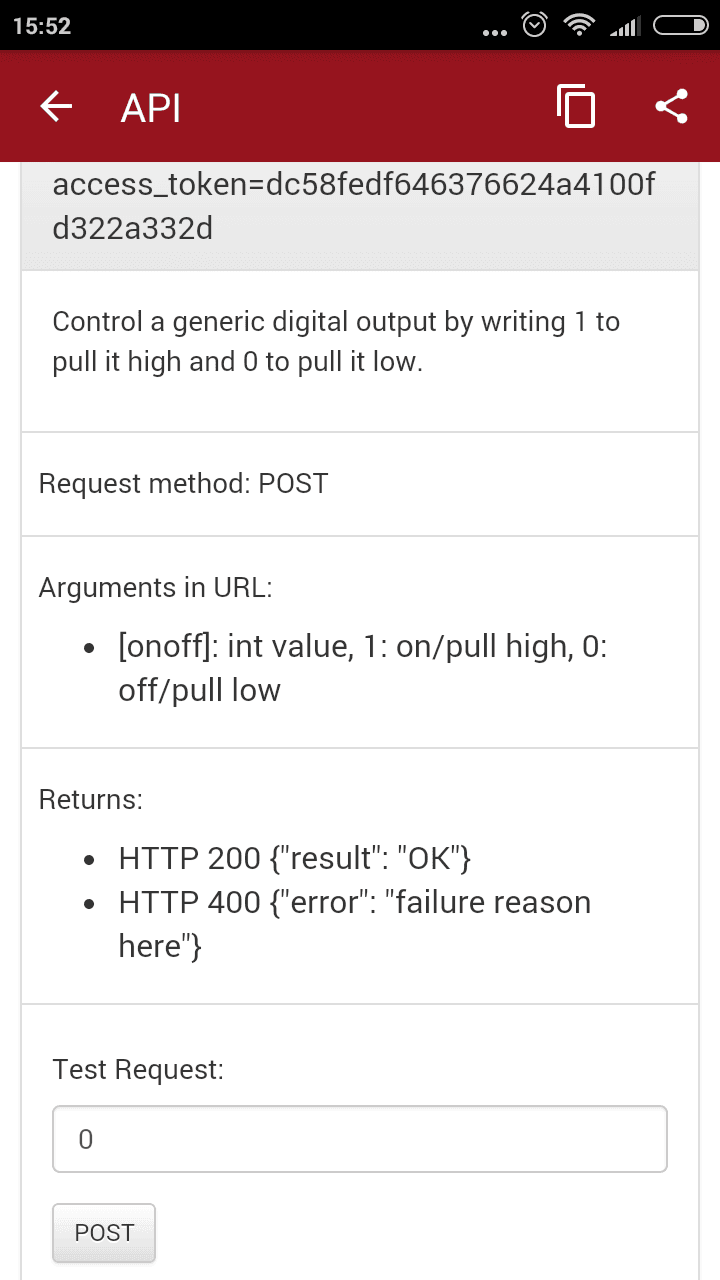 15:52
API
access_token=dc58fedf646376624a4100f
d322a332d
Control a generic digital output by writing 1 to
pull it high and 0 to pull it low.
Request method: POST
Arguments in URL:
• [onoff]: int value, 1: on/pull high, 0:
off/pull low
Returns:
• HTTP 200 {"result": "OK"}
• HTTP 400 {"error": "failure reason
here"}
Test Request:
0
POST